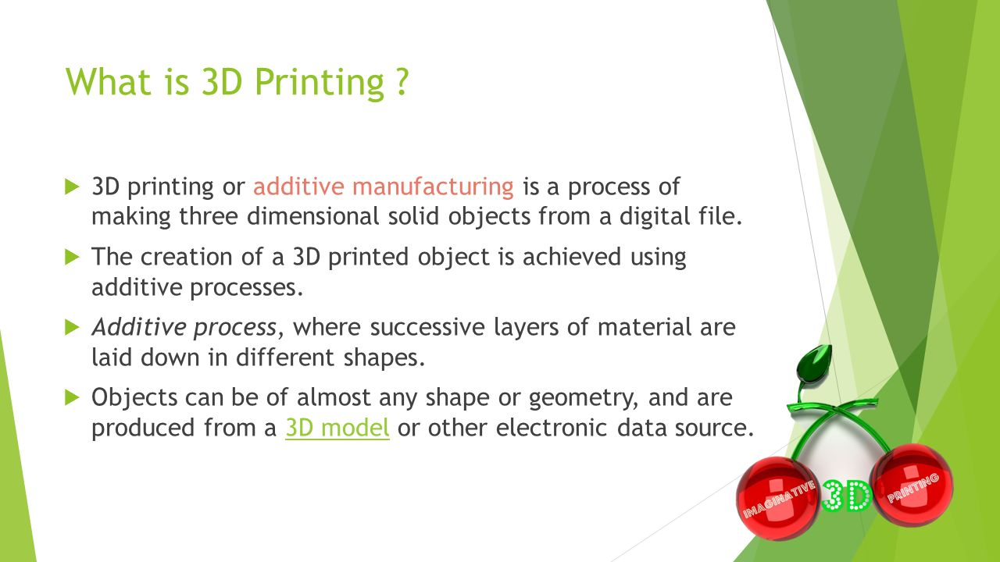 What is 3D Printing ?
3D printing or additive manufacturing is a process of
making three dimensional solid objects from a digital file.
The creation of a 3D printed object is achieved using
additive processes.
Additive process, where successive layers of material are
laid down in different shapes.
Objects can be of almost any shape or geometry, and are
produced from a 3D model or other electronic data source.
IMAGINATIVE
3D
PRINTING